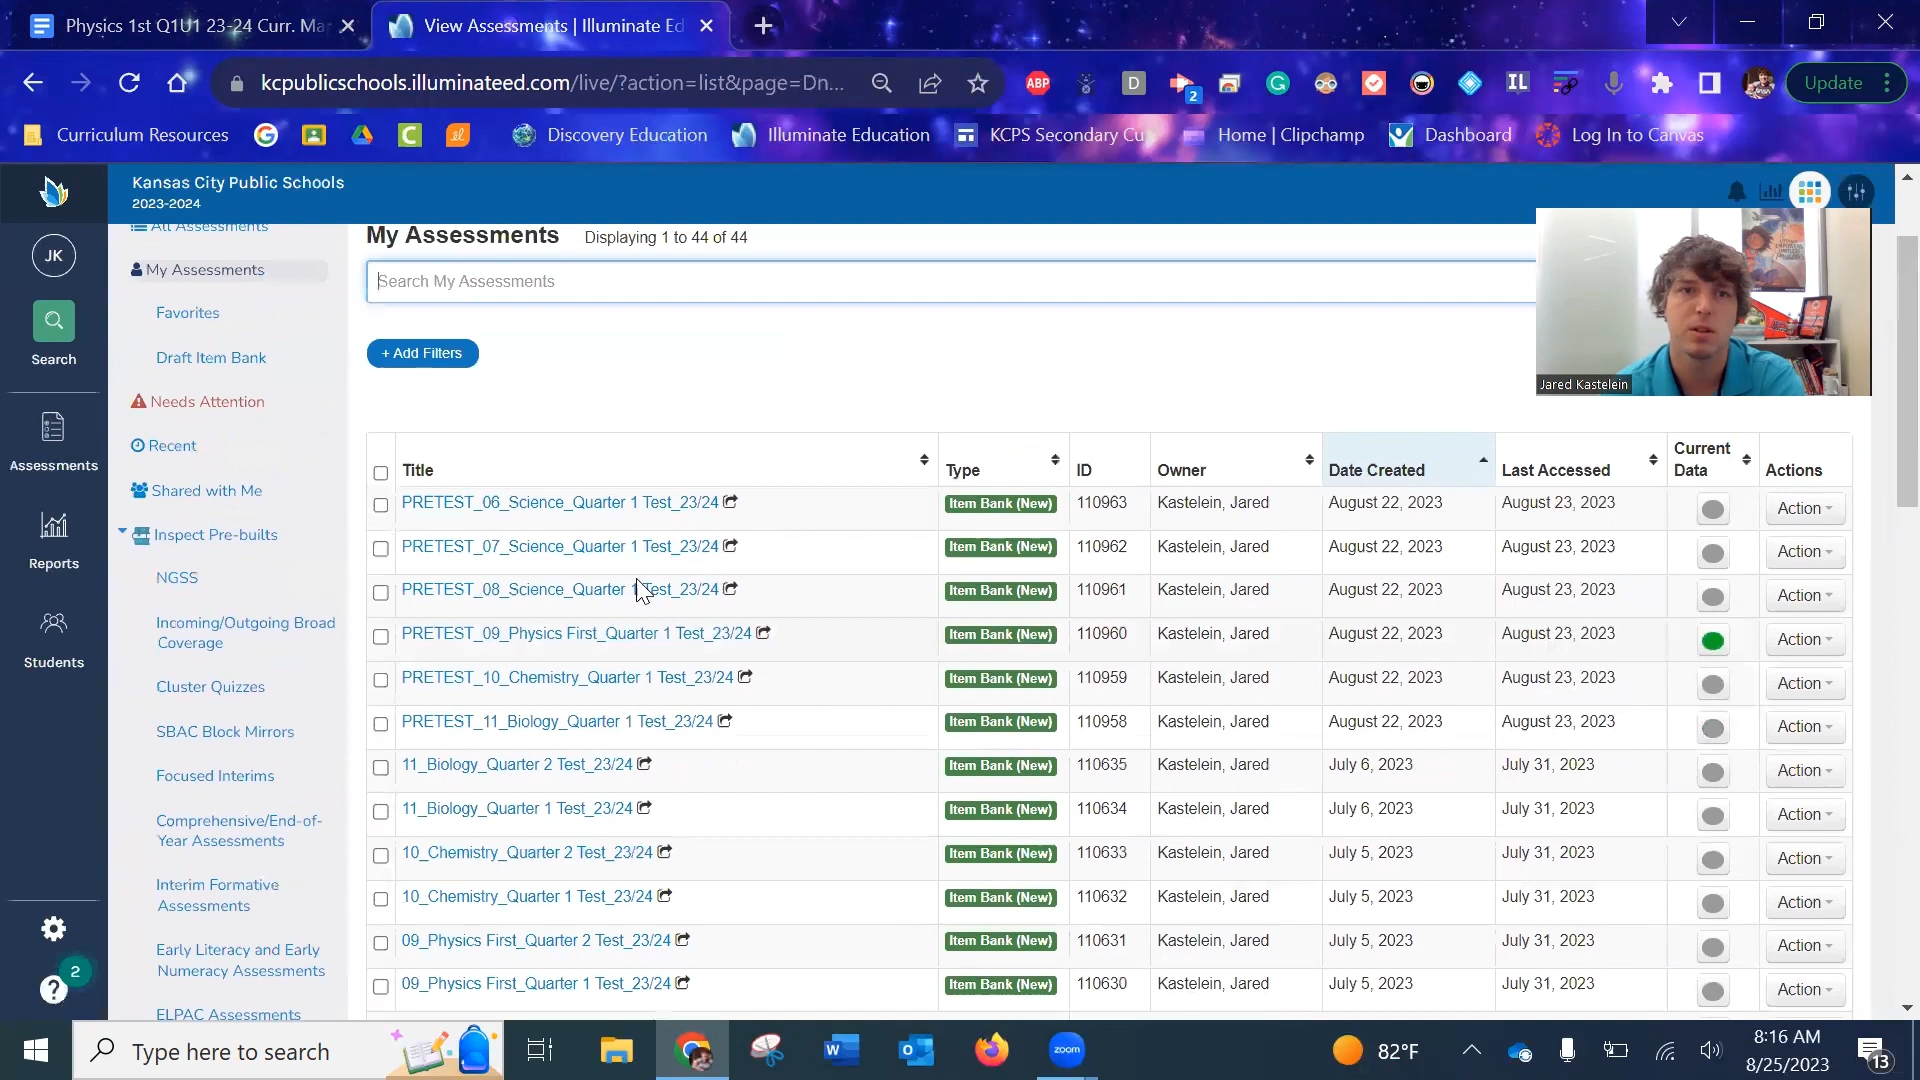 Physics 1st Q1U1 23-24 Curr. Ma
View Assessments | Illuminate Ed
kcpublicschools.illuminateed.com/live/?action=list&page=Dn...
ABP
D
2
IL
Update
Curriculum Resources
Discovery Education
Illuminate Education
KCPS Secondary Cu
Home | Clipchamp
Dashboard
Log In to Canvas
Kansas City Public Schools
2023-2024
JK
Search
Assessments
Reports
Students
2
All Assessments
My Assessments
Favorites
Draft Item Bank
Needs Attention
Recent
Shared with Me
Inspect Pre-builts
NGSS
Incoming/Outgoing Broad
Coverage
Cluster Quizzes
SBAC Block Mirrors
Focused Interims
Comprehensive/End-of-
Year Assessments
Interim Formative
Assessments
Early Literacy and Early
Numeracy Assessments
ELPAC Assessments
My Assessments Displaying 1 to 44 of 44
Search My Assessments
+ Add Filters
Jared Kastelein
Title Type ID Owner Date Created Last Accessed Current Data Actions
PRETEST_06_Science_Quarter 1 Test_23/24 Item Bank (New) 110963 Kastelein, Jared August 22, 2023 August 23, 2023 Action
PRETEST_07_Science_Quarter 1 Test_23/24 Item Bank (New) 110962 Kastelein, Jared August 22, 2023 August 23, 2023 Action
PRETEST_08_Science_Quarter 1 Test_23/24 Item Bank (New) 110961 Kastelein, Jared August 22, 2023 August 23, 2023 Action
PRETEST_09_Physics First_Quarter 1 Test_23/24 Item Bank (New) 110960 Kastelein, Jared August 22, 2023 August 23, 2023 Action
PRETEST_10_Chemistry_Quarter 1 Test_23/24 Item Bank (New) 110959 Kastelein, Jared August 22, 2023 August 23, 2023 Action
PRETEST_11_Biology_Quarter 1 Test_23/24 Item Bank (New) 110958 Kastelein, Jared August 22, 2023 August 23, 2023 Action
11_Biology_Quarter 2 Test_23/24 Item Bank (New) 110635 Kastelein, Jared July 6, 2023 July 31, 2023 Action
11_Biology_Quarter 1 Test_23/24 Item Bank (New) 110634 Kastelein, Jared July 6, 2023 July 31, 2023 Action
10_Chemistry_Quarter 2 Test_23/24 Item Bank (New) 110633 Kastelein, Jared July 5, 2023 July 31, 2023 Action
10_Chemistry_Quarter 1 Test_23/24 Item Bank (New) 110632 Kastelein, Jared July 5, 2023 July 31, 2023 Action
09_Physics First_Quarter 2 Test_23/24 Item Bank (New) 110631 Kastelein, Jared July 5, 2023 July 31, 2023 Action
09_Physics First_Quarter 1 Test_23/24 Item Bank (New) 110630 Kastelein, Jared July 5, 2023 July 31, 2023 Action
Type here to search
zoom
82°F
8:16 AM
8/25/2023
13